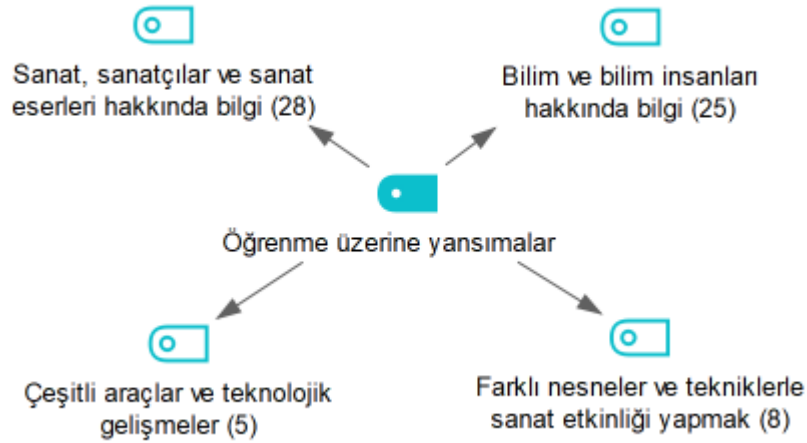 Sanat, sanatçılar ve sanat
eserleri hakkında bilgi (28)
Bilim ve bilim insanları
hakkında bilgi (25)
Öğrenme üzerine yansımalar
Çeşitli araçlar ve teknolojik
gelişmeler (5)
Farklı nesneler ve tekniklerle
sanat etkinliği yapmak (8)